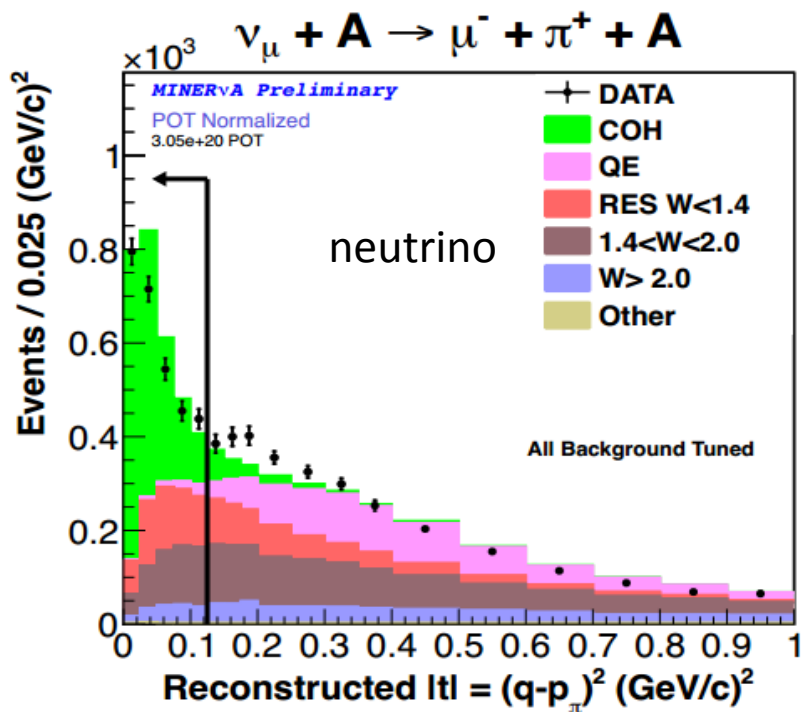 ν_μ + A → μ⁻ + π⁺ + A
×10³
MINERνA Preliminary
POT Normalized
3.05e+20 POT
DATA
COH
QE
RES W<1.4
1.4<W<2.0
W> 2.0
Other
neutrino
All Background Tuned
Events / 0.025 (GeV/c)²
1
0.8
0.6
0.4
0.2
0
0 0.1 0.2 0.3 0.4 0.5 0.6 0.7 0.8 0.9 1
Reconstructed |t| = (q-p_π)² (GeV/c)²